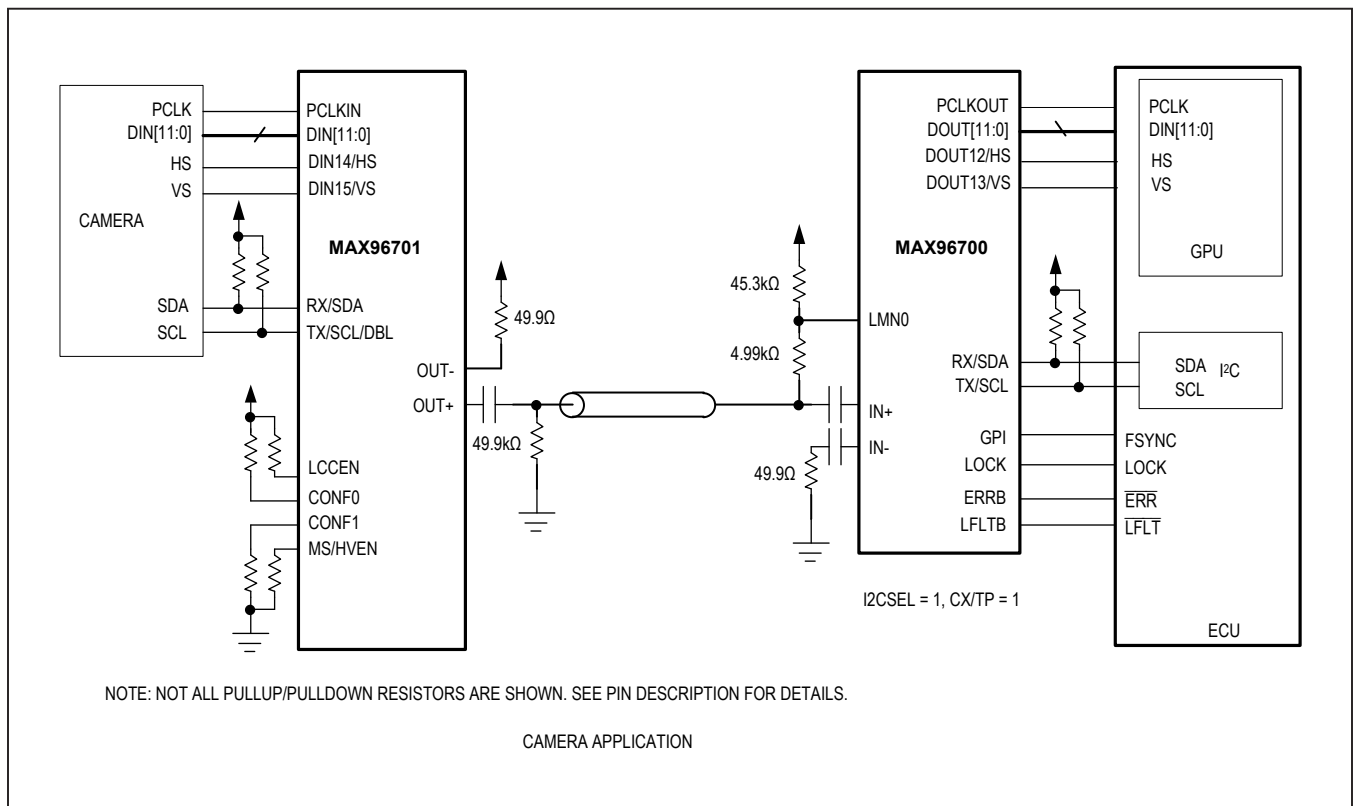 PCLK
DIN[11:0]
HS
VS
CAMERA
SDA
SCL
PCLKIN
DIN[11:0]
DIN14/HS
DIN15/VS
MAX96701
RX/SDA
TX/SCL/DBL
OUT-
OUT+
LCCEN
CONF0
CONF1
MS/HVEN
49.9Ω
49.9kΩ
45.3kΩ
4.99kΩ
49.9Ω
PCLKOUT
DOUT[11:0]
DOUT12/HS
DOUT13/VS
MAX96700
LMN0
RX/SDA
TX/SCL
IN+
IN-
GPI
LOCK
ERRB
LFLTB
I2CSEL = 1, CX/TP = 1
PCLK
DIN[11:0]
HS
VS
GPU
SDA I²C
SCL
FSYNC
LOCK
ERR
LFLT
ECU
NOTE: NOT ALL PULLUP/PULLDOWN RESISTORS ARE SHOWN. SEE PIN DESCRIPTION FOR DETAILS.
CAMERA APPLICATION